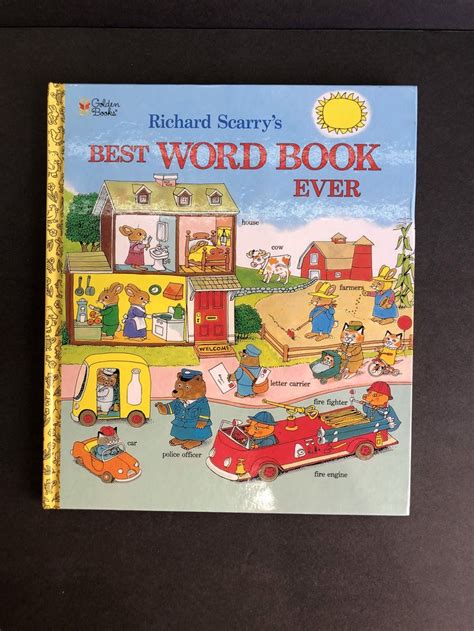 Golden
Books
Richard Scarry's
BEST WORD BOOK
EVER
house
cow
farmers
WELCOME
letter carrier
fire fighter
car
police officer
fire engine